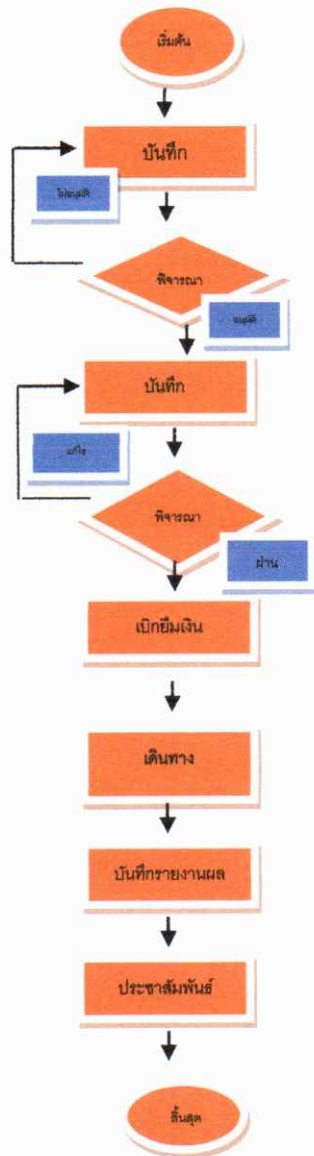 เริ่มต้น
บันทึก
ไม่อนุมัติ
พิจารณา
อนุมัติ
บันทึก
แก้ไข
พิจารณา
ผ่าน
เบิกยืมเงิน
เดินทาง
บันทึกรายงานผล
ประชาสัมพันธ์
สิ้นสุด